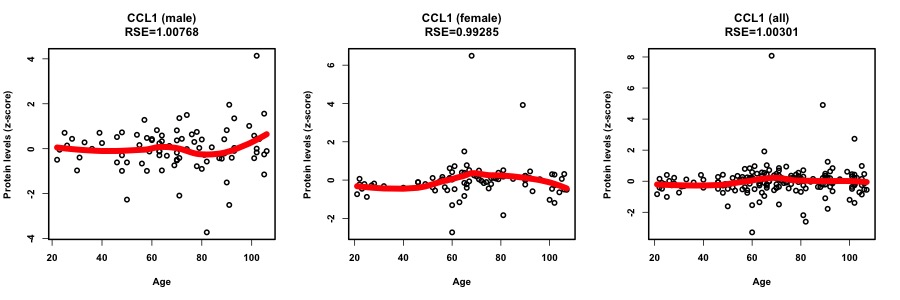 CCL1 (male)
RSE=1.00768
Protein levels (z-score)
4
2
0
-2
-4
20 40 60 80 100
Age
CCL1 (female)
RSE=0.99285
Protein levels (z-score)
6
4
2
0
-2
20 40 60 80 100
Age
CCL1 (all)
RSE=1.00301
Protein levels (z-score)
8
6
4
2
0
-2
20 40 60 80 100
Age